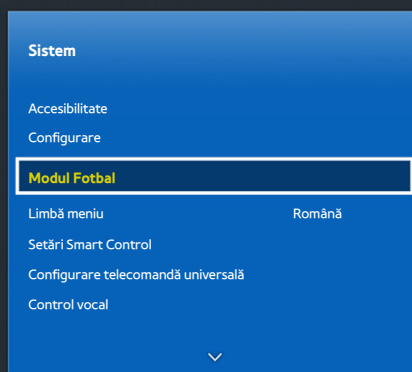 Sistem
Accesibilitate
Configurare
Modul Fotbal
Limbă meniu Română
Setări Smart Control
Configurare telecomandă universală
Control vocal